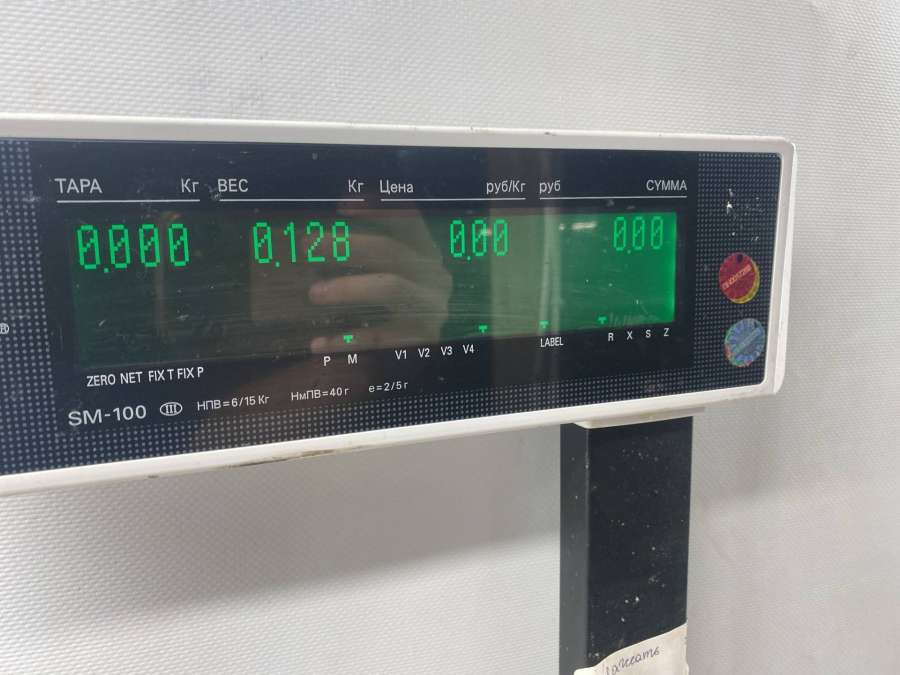 ТАРА Кг ВЕС Кг Цена руб/Кг руб СУММА
0.000 0.128 0.00 0.00
P M V1 V2 V3 V4 LABEL R X S Z
ZERO NET FIX T FIX P
SM-100 III НПВ=6/15 Кг НмПВ=40 г e=2/5 г
®